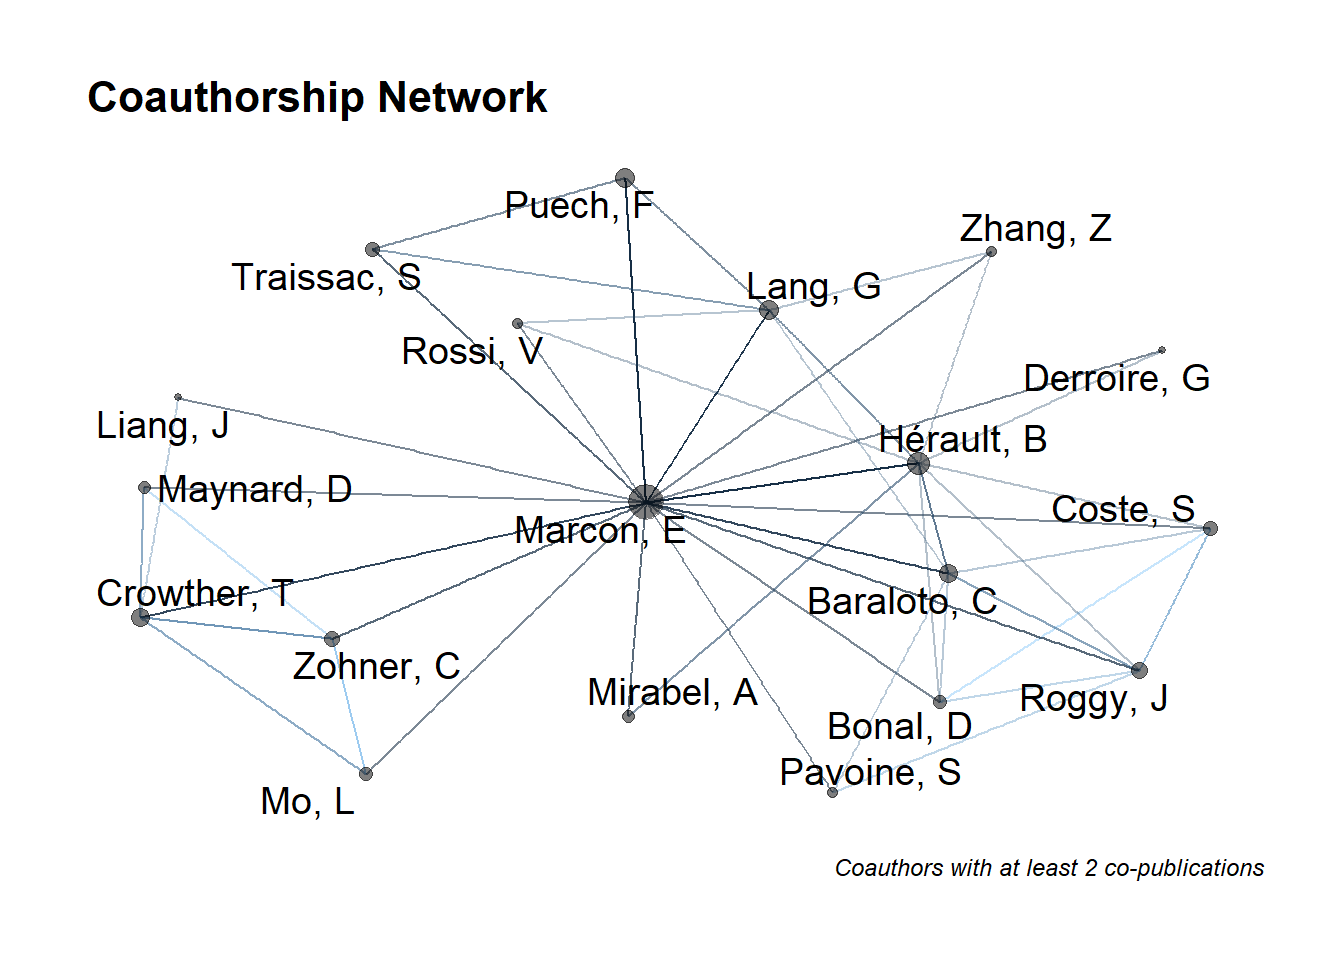 Coauthorship Network
Puech, F
Zhang, Z
Traissac, S
Lang, G
Rossi, V
Derroire, G
Liang, J
Hérault, B
Maynard, D
Coste, S
Marcon, E
Crowther, T
Baraloto, C
Zohner, C
Mirabel, A
Roggy, J
Bonal, D
Pavoine, S
Mo, L
Coauthors with at least 2 co-publications